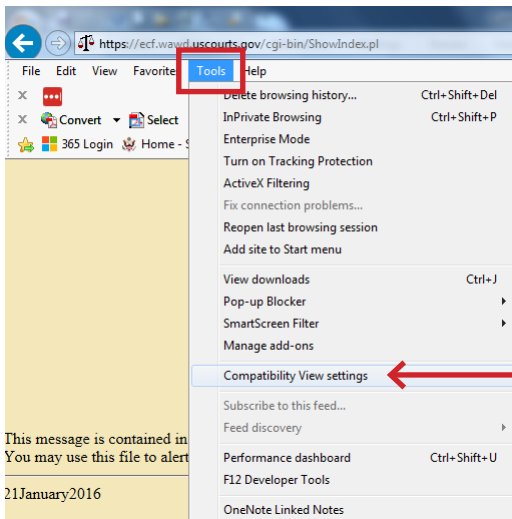 https://ecf.wawd.uscourts.gov/cgi-bin/ShowIndex.pl
File Edit View Favorite Tools Help
Delete browsing history... Ctrl+Shift+Del
Convert Select
InPrivate Browsing Ctrl+Shift+P
365 Login Home - S
Enterprise Mode
Turn on Tracking Protection
ActiveX Filtering
Fix connection problems...
Reopen last browsing session
Add site to Start menu
View downloads Ctrl+J
Pop-up Blocker
SmartScreen Filter
Manage add-ons
Compatibility View settings
Subscribe to this feed...
Feed discovery
This message is contained in
You may use this file to alert
Performance dashboard Ctrl+Shift+U
F12 Developer Tools
21January2016
OneNote Linked Notes